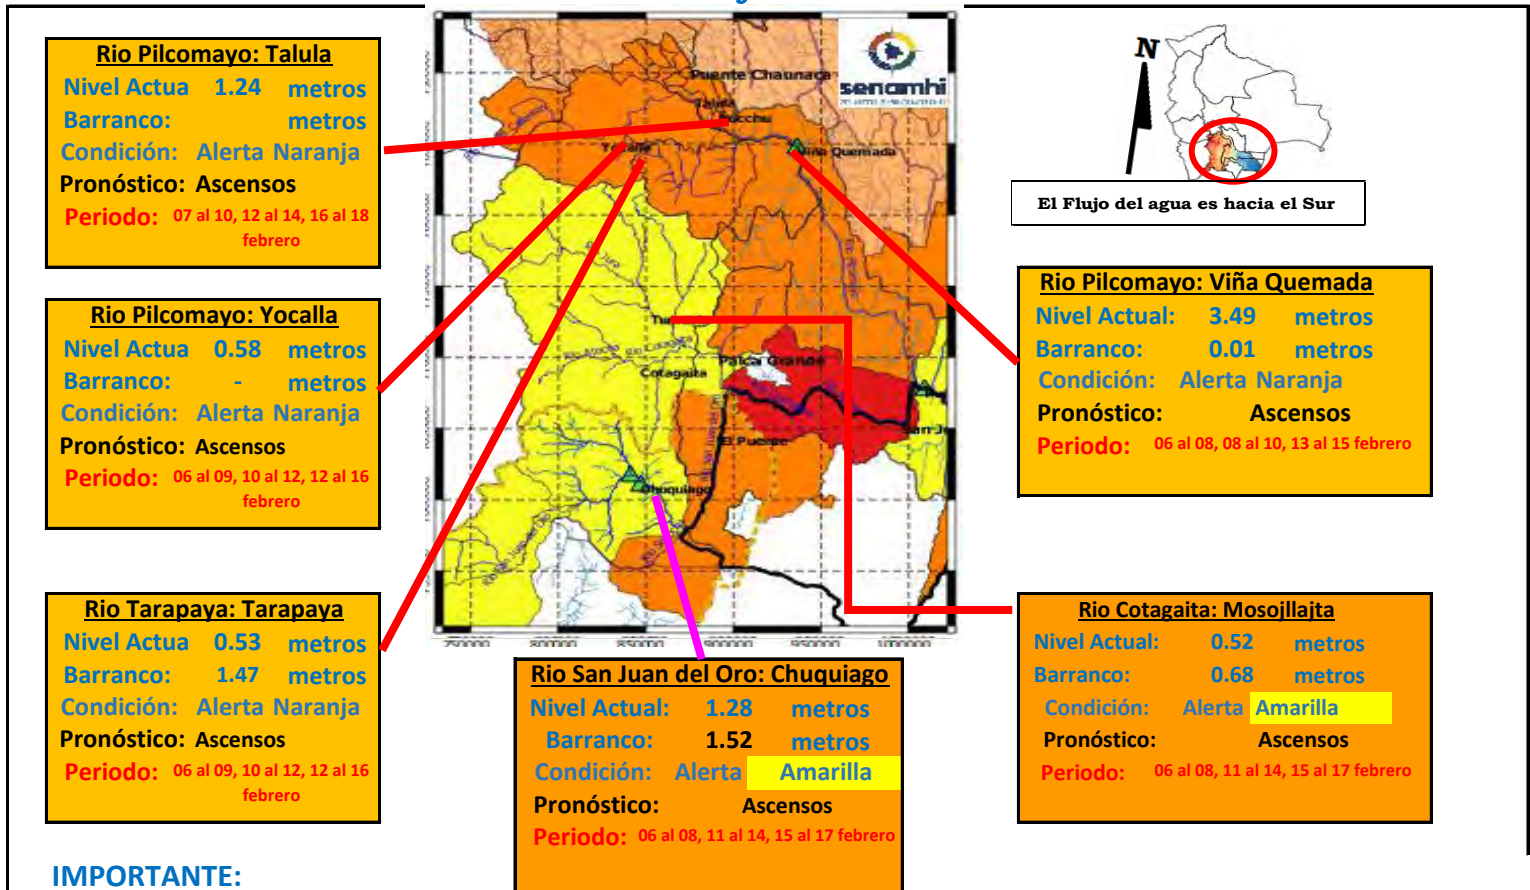 Rio Pilcomayo: Talula
Nivel Actua 1.24 metros
Barranco: metros
Condición: Alerta Naranja
Pronóstico: Ascensos
Periodo: 07 al 10, 12 al 14, 16 al 18
febrero
Rio Pilcomayo: Yocalla
Nivel Actua 0.58 metros
Barranco: - metros
Condición: Alerta Naranja
Pronóstico: Ascensos
Periodo: 06 al 09, 10 al 12, 12 al 16
febrero
Rio Tarapaya: Tarapaya
Nivel Actua 0.53 metros
Barranco: 1.47 metros
Condición: Alerta Naranja
Pronóstico: Ascensos
Periodo: 06 al 09, 10 al 12, 12 al 16
febrero
IMPORTANTE:
senamhi
Puente Chaunaca
Talula
Viña Quemada
Palca Grande
Cotagaita
El Puente
Chuquiago
Rio San Juan del Oro: Chuquiago
Nivel Actual: 1.28 metros
Barranco: 1.52 metros
Condición: Alerta Amarilla
Pronóstico: Ascensos
Periodo: 06 al 08, 11 al 14, 15 al 17 febrero
N
El Flujo del agua es hacia el Sur
Rio Pilcomayo: Viña Quemada
Nivel Actual: 3.49 metros
Barranco: 0.01 metros
Condición: Alerta Naranja
Pronóstico: Ascensos
Periodo: 06 al 08, 08 al 10, 13 al 15 febrero
Rio Cotagaita: Mosojllajta
Nivel Actual: 0.52 metros
Barranco: 0.68 metros
Condición: Alerta Amarilla
Pronóstico: Ascensos
Periodo: 06 al 08, 11 al 14, 15 al 17 febrero